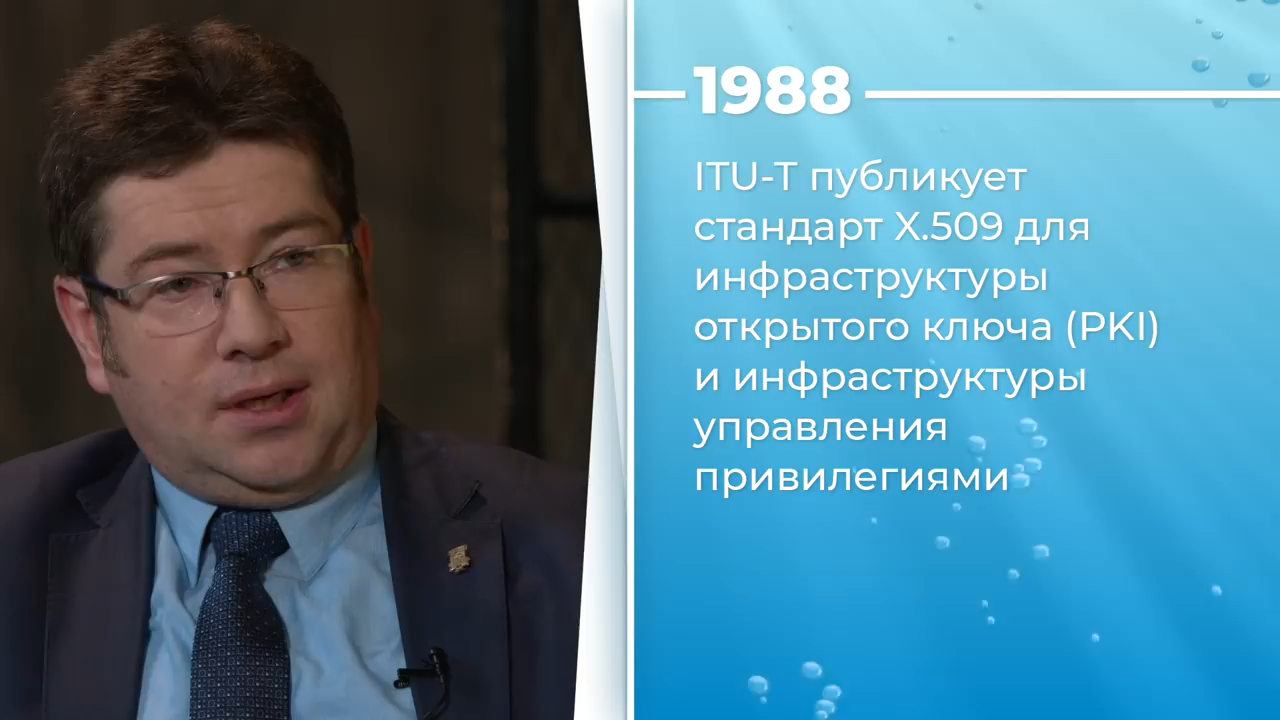 1988
ITU-T публикует
стандарт X.509 для
инфраструктуры
открытого ключа (PKI)
и инфраструктуры
управления
привилегиями